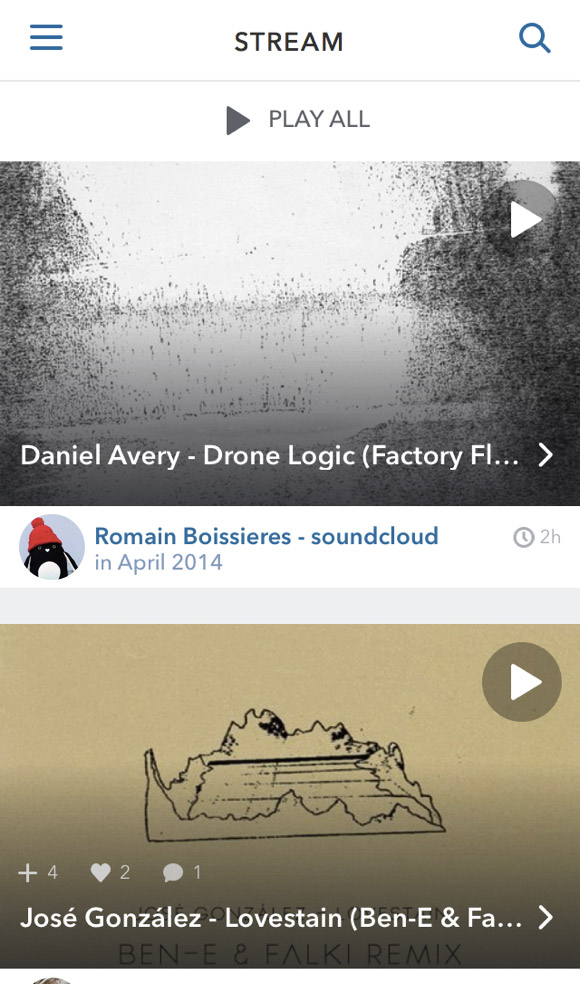 STREAM
PLAY ALL
Daniel Avery - Drone Logic (Factory Fl...
Romain Boissieres - soundcloud
2h
in April 2014
4 2 1
José González - Lovestain (Ben-E & Fa...
BEN-E & FALKI REMIX